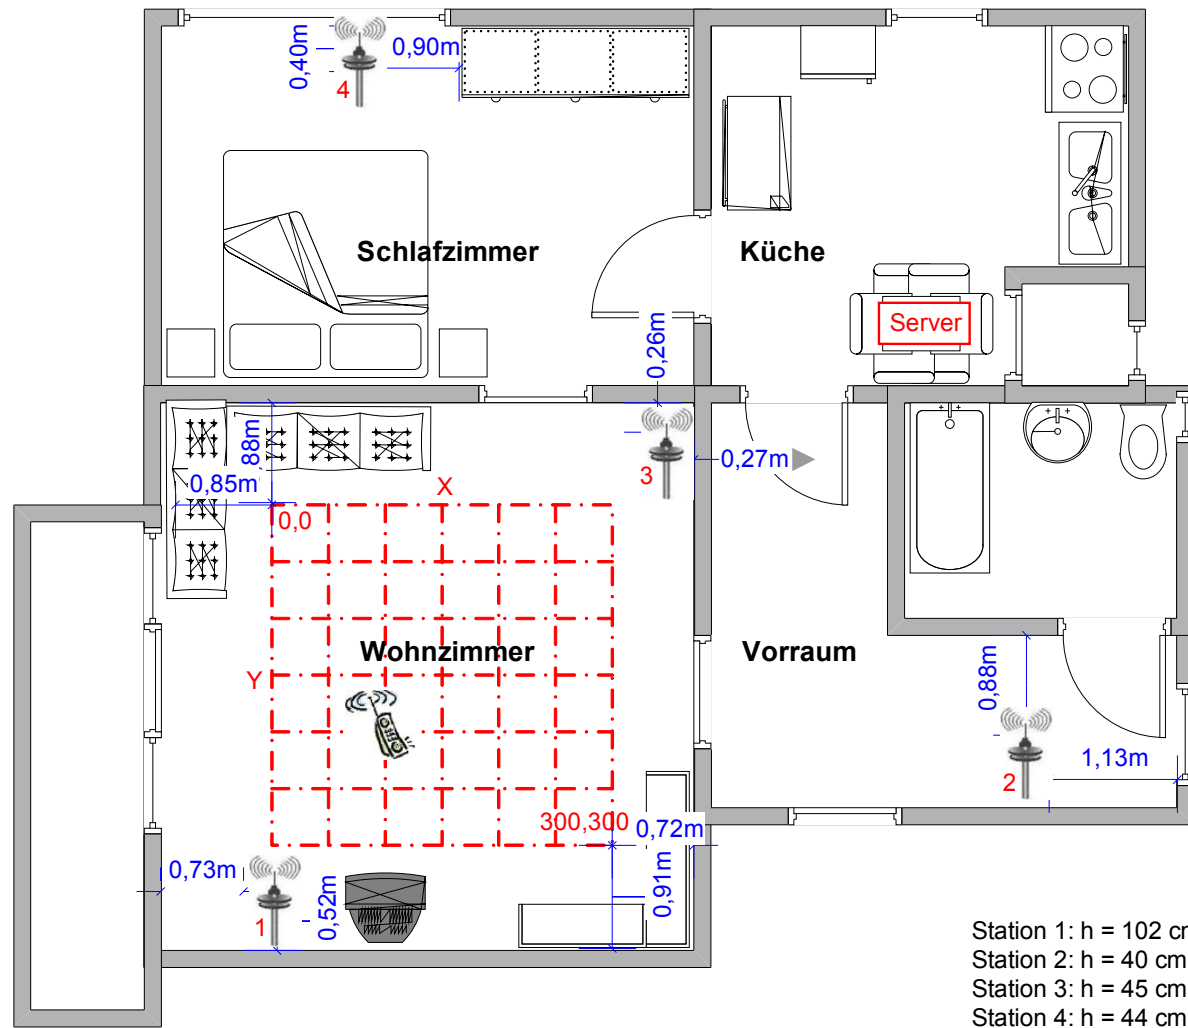 0,40m
0,90m
4
Schlafzimmer
Küche
Server
0,26m
3
0,27m
,88m
0,85m
X
0,0
Wohnzimmer
Vorraum
Y
0,88m
2
1,13m
300,300
0,72m
0,73m
1
0,52m
0,91m
Station 1: h = 102 cm
Station 2: h = 40 cm
Station 3: h = 45 cm
Station 4: h = 44 cm